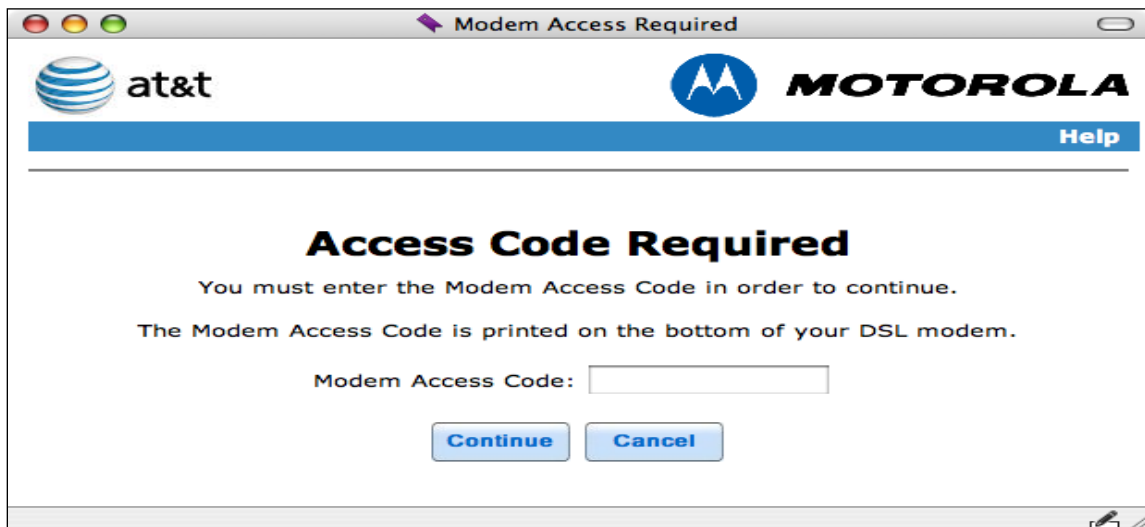 Modem Access Required
at&t
MOTOROLA
Help
Access Code Required
You must enter the Modem Access Code in order to continue.
The Modem Access Code is printed on the bottom of your DSL modem.
Modem Access Code:
Continue Cancel